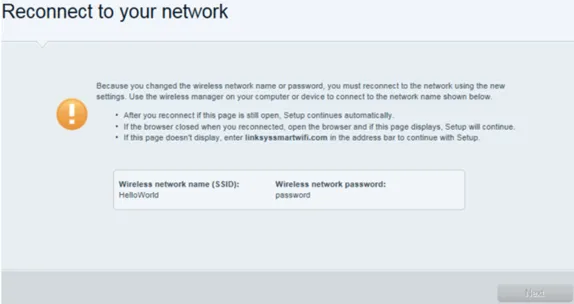 Reconnect to your network
Because you changed the wireless network name or password, you must reconnect to the network using the new
settings. Use the wireless manager on your computer or device to connect to the network name shown below.
• After you reconnect if this page is still open, Setup continues automatically.
• If the browser closed when you reconnected, open the browser and if this page displays, Setup will continue.
• If this page doesn't display, enter linksyssmartwifi.com in the address bar to continue with Setup.
Wireless network name (SSID): Wireless network password:
HelloWorld password
Next